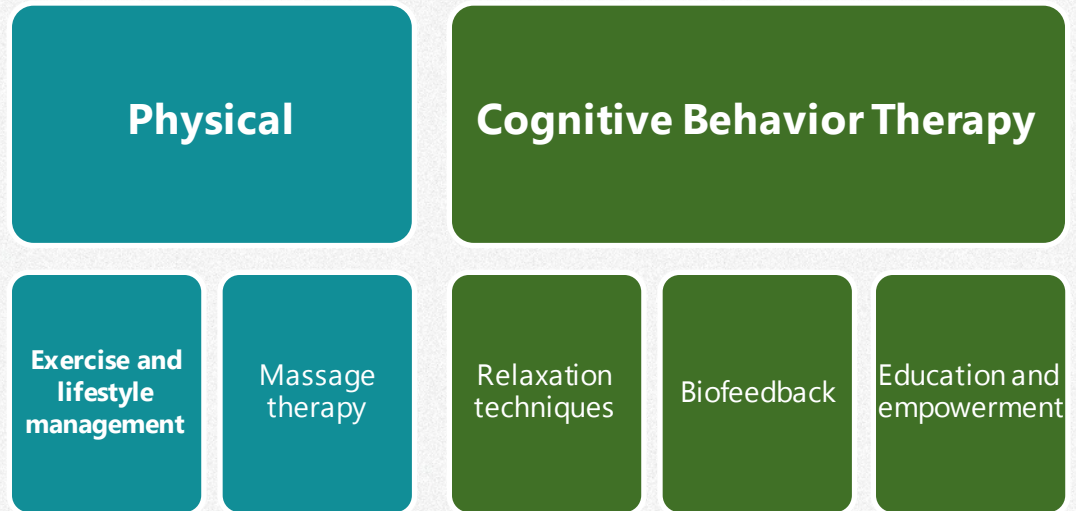 Physical
Cognitive Behavior Therapy
Exercise and
lifestyle
management
Massage
therapy
Relaxation
techniques
Biofeedback
Education and
empowerment